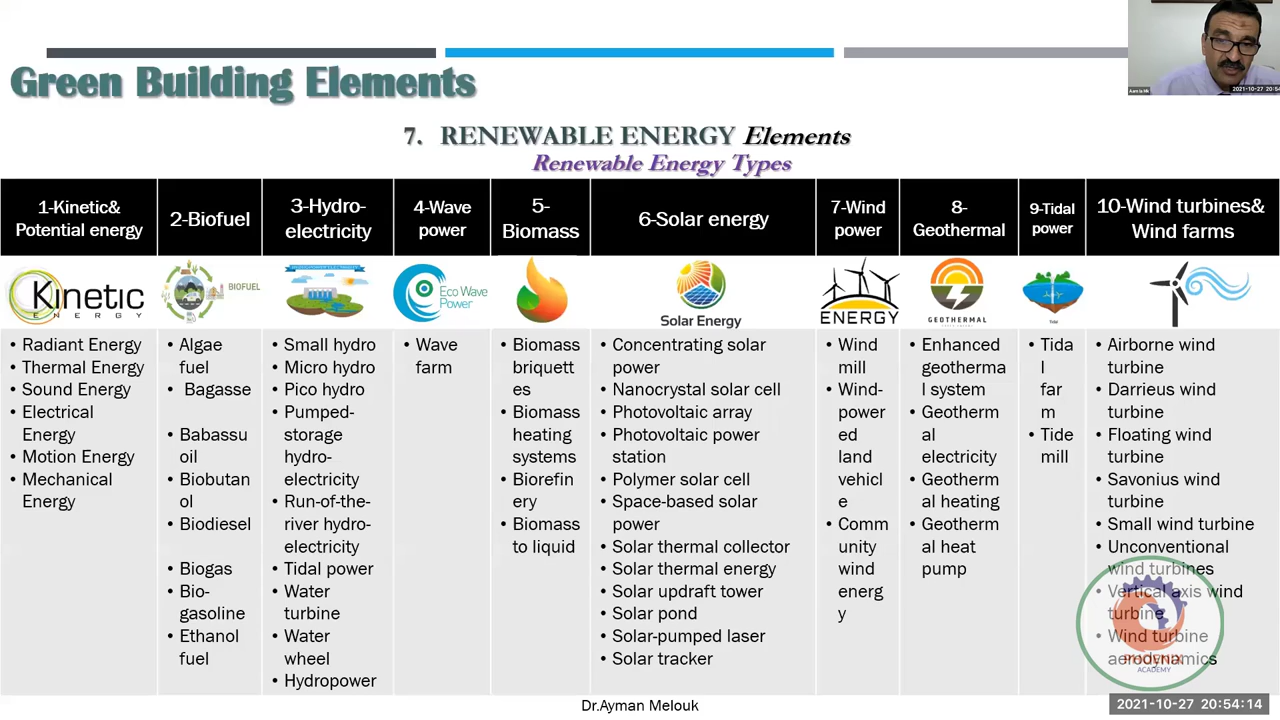 Green Building Elements
7. RENEWABLE ENERGY Elements
Renewable Energy Types
1-Kinetic&
Potential energy
2-Biofuel
3-Hydro-
electricity
4-Wave
power
5-
Biomass
6-Solar energy
7-Wind
power
8-
Geothermal
9-Tidal
power
10-Wind turbines&
Wind farms
Kinetic
ENERGY
BIOFUEL
Eco Wave
Power
Solar Energy
ENERGY
GEOTHERMAL
• Radiant Energy
• Thermal Energy
• Sound Energy
• Electrical
Energy
• Motion Energy
• Mechanical
Energy
• Algae
fuel
• Bagasse
• Babassu
oil
• Biobutan
ol
• Biodiesel
• Biogas
• Bio-
gasoline
• Ethanol
fuel
• Small hydro
• Micro hydro
• Pico hydro
• Pumped-
storage
hydro-
electricity
• Run-of-the-
river hydro-
electricity
• Tidal power
• Water
turbine
• Water
wheel
• Hydropower
• Wave
farm
• Biomass
briquett
es
• Biomass
heating
systems
• Biorefin
ery
• Biomass
to liquid
• Concentrating solar
power
• Nanocrystal solar cell
• Photovoltaic array
• Photovoltaic power
station
• Polymer solar cell
• Space-based solar
power
• Solar thermal collector
• Solar thermal energy
• Solar updraft tower
• Solar pond
• Solar-pumped laser
• Solar tracker
• Wind
mill
• Wind-
power
ed
land
vehicl
e
• Comm
unity
wind
energ
y
• Enhanced
geotherma
l system
• Geotherm
al
electricity
• Geotherm
al heating
• Geotherm
al heat
pump
• Tida
l
far
m
• Tide
mill
• Airborne wind
turbine
• Darrieus wind
turbine
• Floating wind
turbine
• Savonius wind
turbine
• Small wind turbine
• Unconventional
wind turbines
• Vertical axis wind
turbine
• Wind turbine
aerodynamics
PHOENIX
ACADEMY
Dr.Ayman Melouk
2021-10-27 20:54:14